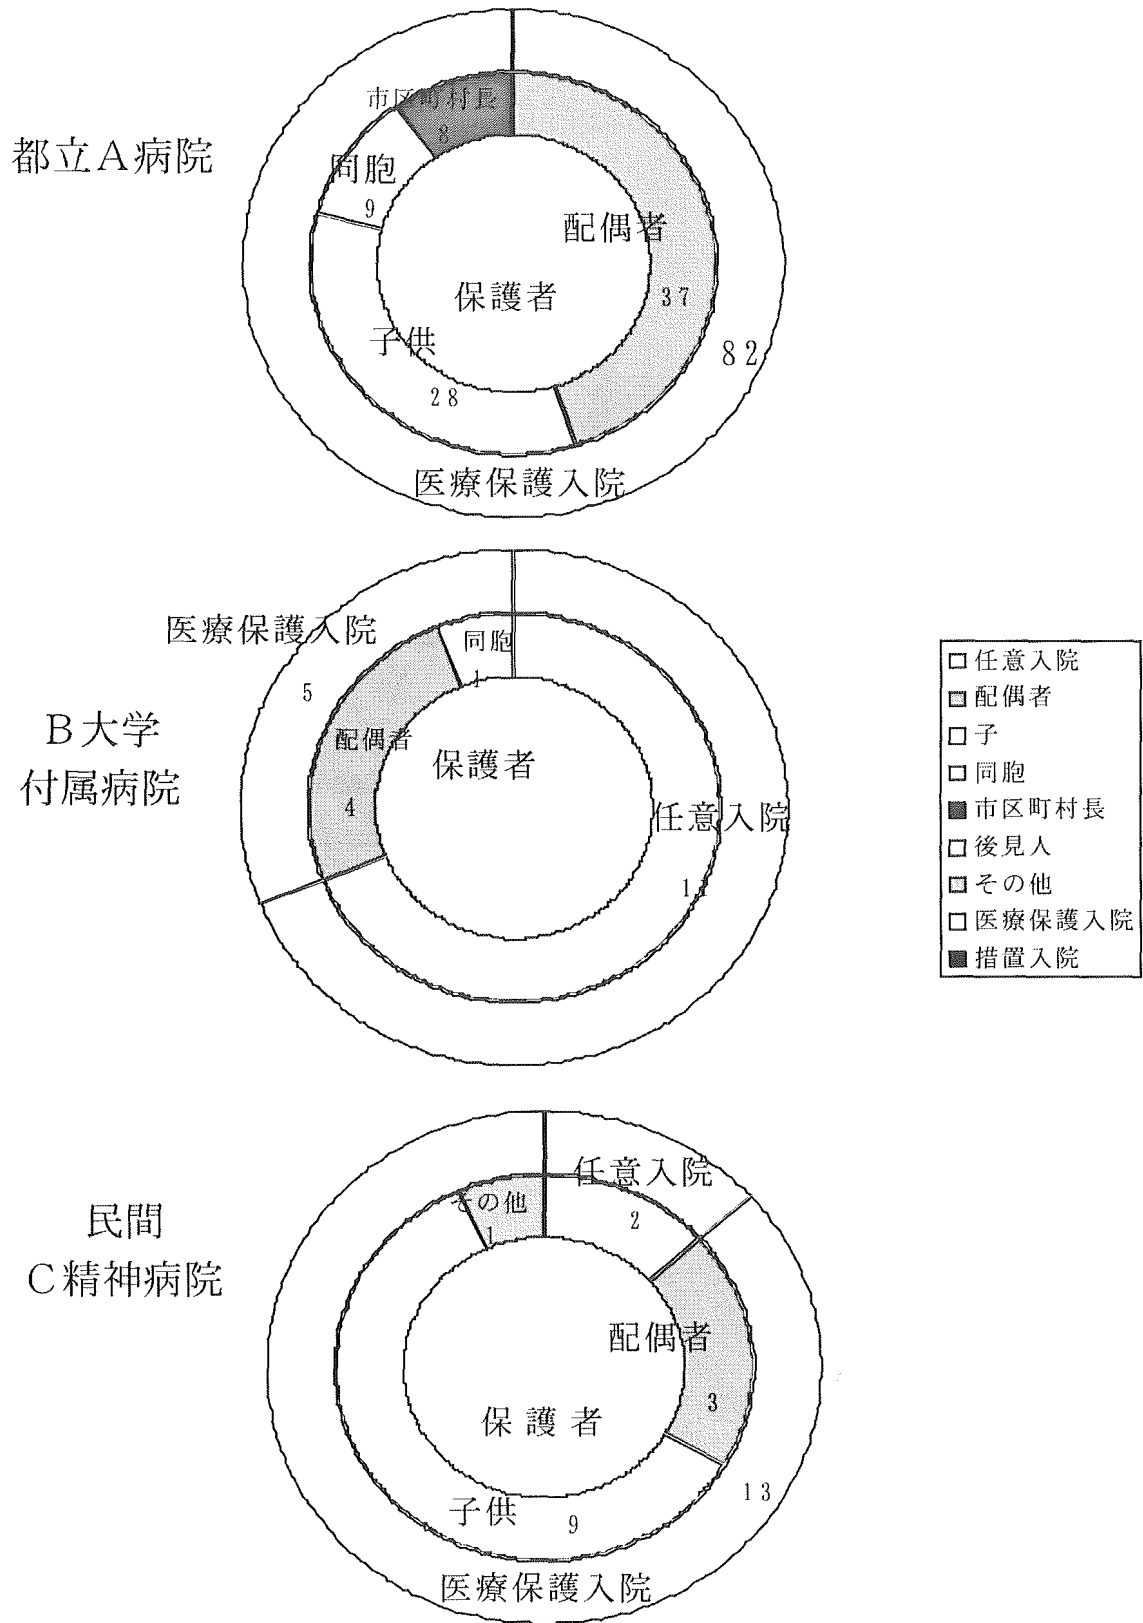 都立A病院
市区町村長
8
同胞
9
配偶者
37
保護者
子供
28
82
医療保護入院
B大学
付属病院
医療保護入院
5
同胞
1
配偶者
4
保護者
任意入院
11
任意入院
配偶者
子
同胞
市区町村長
後見人
その他
医療保護入院
措置入院
民間
C精神病院
その他
1
任意入院
2
配偶者
3
保護者
13
子供
9
医療保護入院